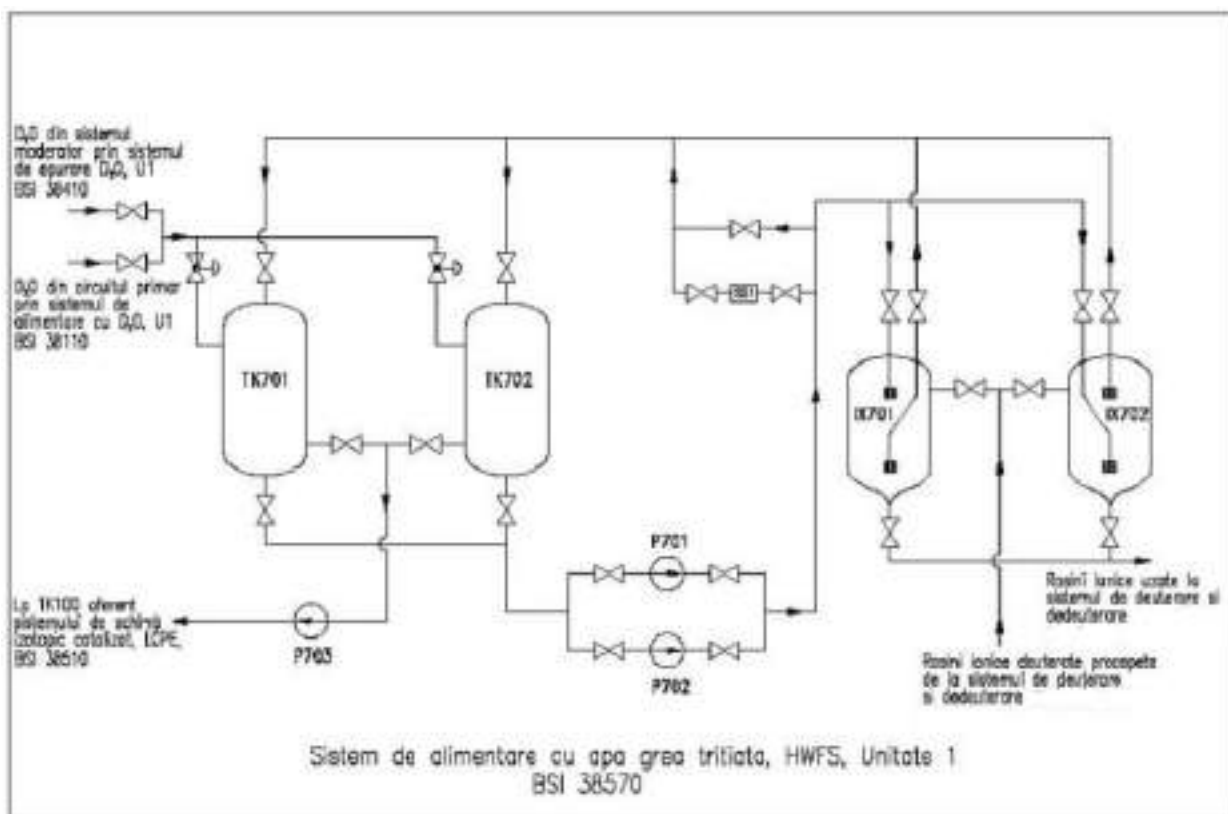 D₂O din sistemul
moderator prin sistemul
de epurare D₂O, U1
BSI 38410
D₂O din circuitul primar
prin sistemul de
alimentare cu D₂O, U1
BSI 38110
TK701
TK702
IX701
IX702
P701
P702
P703
La TK100 aferent
sistemului de schimb
izotopic catalizat, LCPE,
BSI 38510
Rasini ionice uzate la
sistemul de deuterare si
dedeuterare
Rasini ionice deuterate proaspete
de la sistemul de deuterare
si dedeuterare
Sistem de alimentare cu apa grea tritiata, HWFS, Unitate 1
BSI 38570